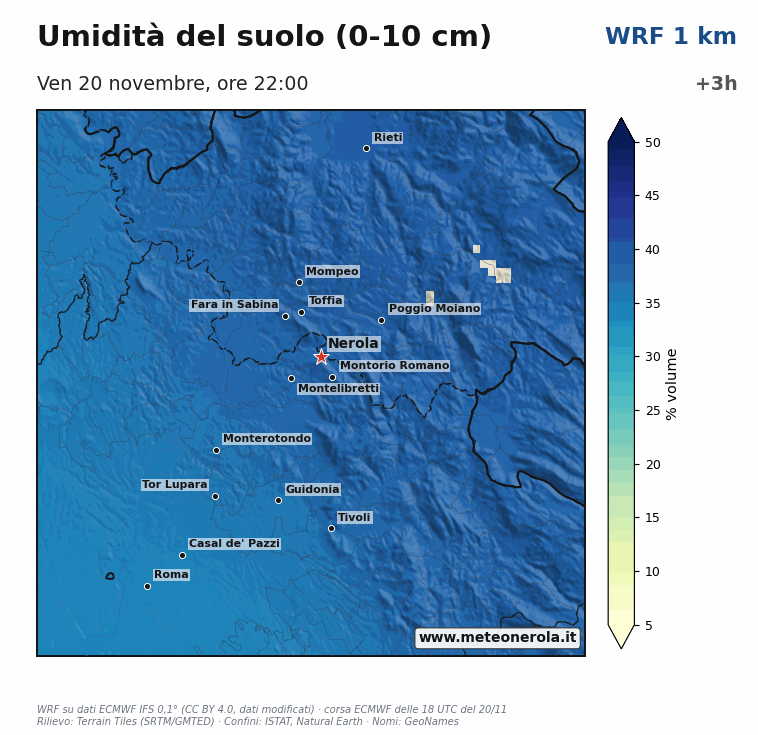 Umidità del suolo (0-10 cm)
WRF 1 km
Ven 20 novembre, ore 22:00
+3h
Rieti
Mompeo
Toffia
Fara in Sabina
Poggio Moiano
Nerola
Montorio Romano
Montelibretti
Monterotondo
Tor Lupara
Guidonia
Tivoli
Casal de' Pazzi
Roma
www.meteonerola.it
50
45
40
35
30
25
20
15
10
5
% volume
WRF su dati ECMWF IFS 0,1° (CC BY 4.0, dati modificati) · corsa ECMWF delle 18 UTC del 20/11
Rilievo: Terrain Tiles (SRTM/GMTED) · Confini: ISTAT, Natural Earth · Nomi: GeoNames